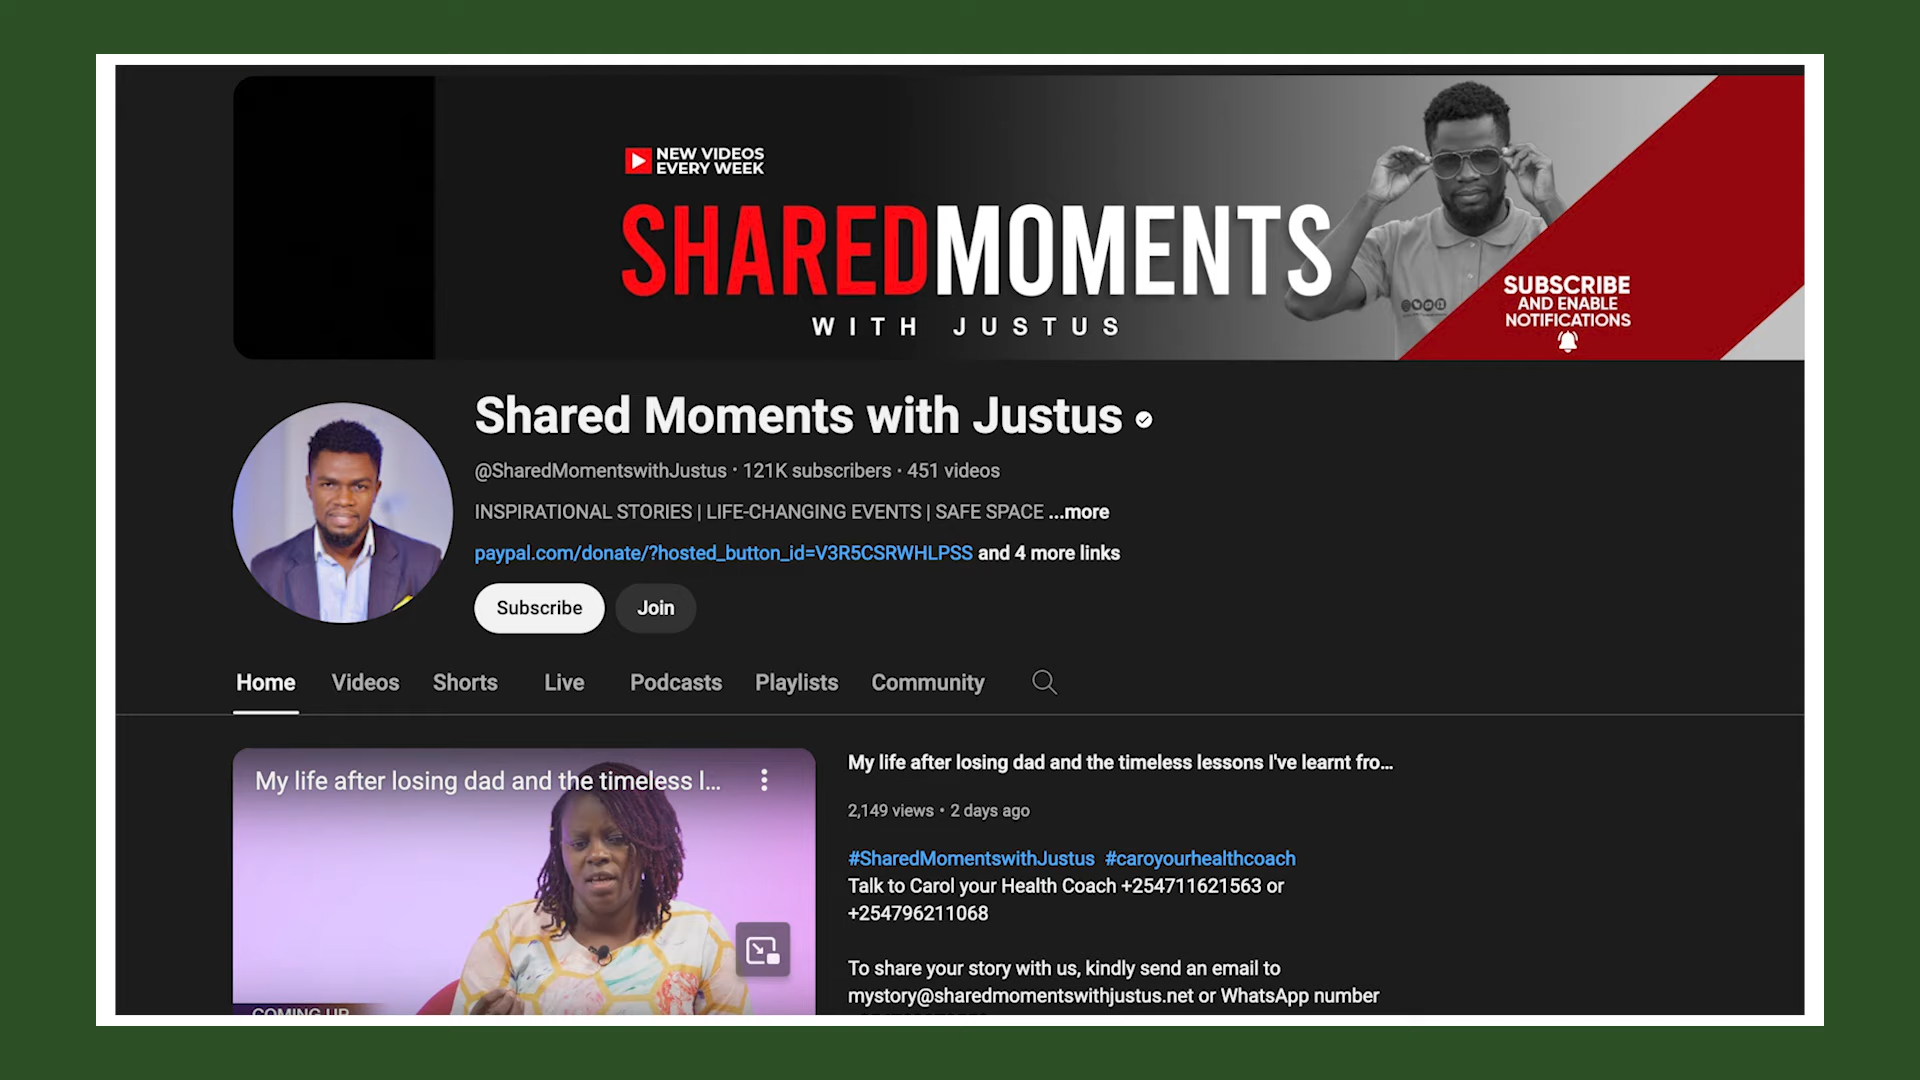 NEW VIDEOS
EVERY WEEK
SHAREDMOMENTS
WITH JUSTUS
SUBSCRIBE
AND ENABLE
NOTIFICATIONS
Shared Moments with Justus
@SharedMomentswithJustus · 121K subscribers · 451 videos
INSPIRATIONAL STORIES | LIFE-CHANGING EVENTS | SAFE SPACE ...more
paypal.com/donate/?hosted_button_id=V3R5CSRWHLPSS and 4 more links
Subscribe Join
Home Videos Shorts Live Podcasts Playlists Community
My life after losing dad and the timeless l...
COMING UP
My life after losing dad and the timeless lessons I've learnt fro...
2,149 views • 2 days ago
#SharedMomentswithJustus #caroyourhealthcoach
Talk to Carol your Health Coach +254711621563 or
+254796211068
To share your story with us, kindly send an email to
mystory@sharedmomentswithjustus.net or WhatsApp number